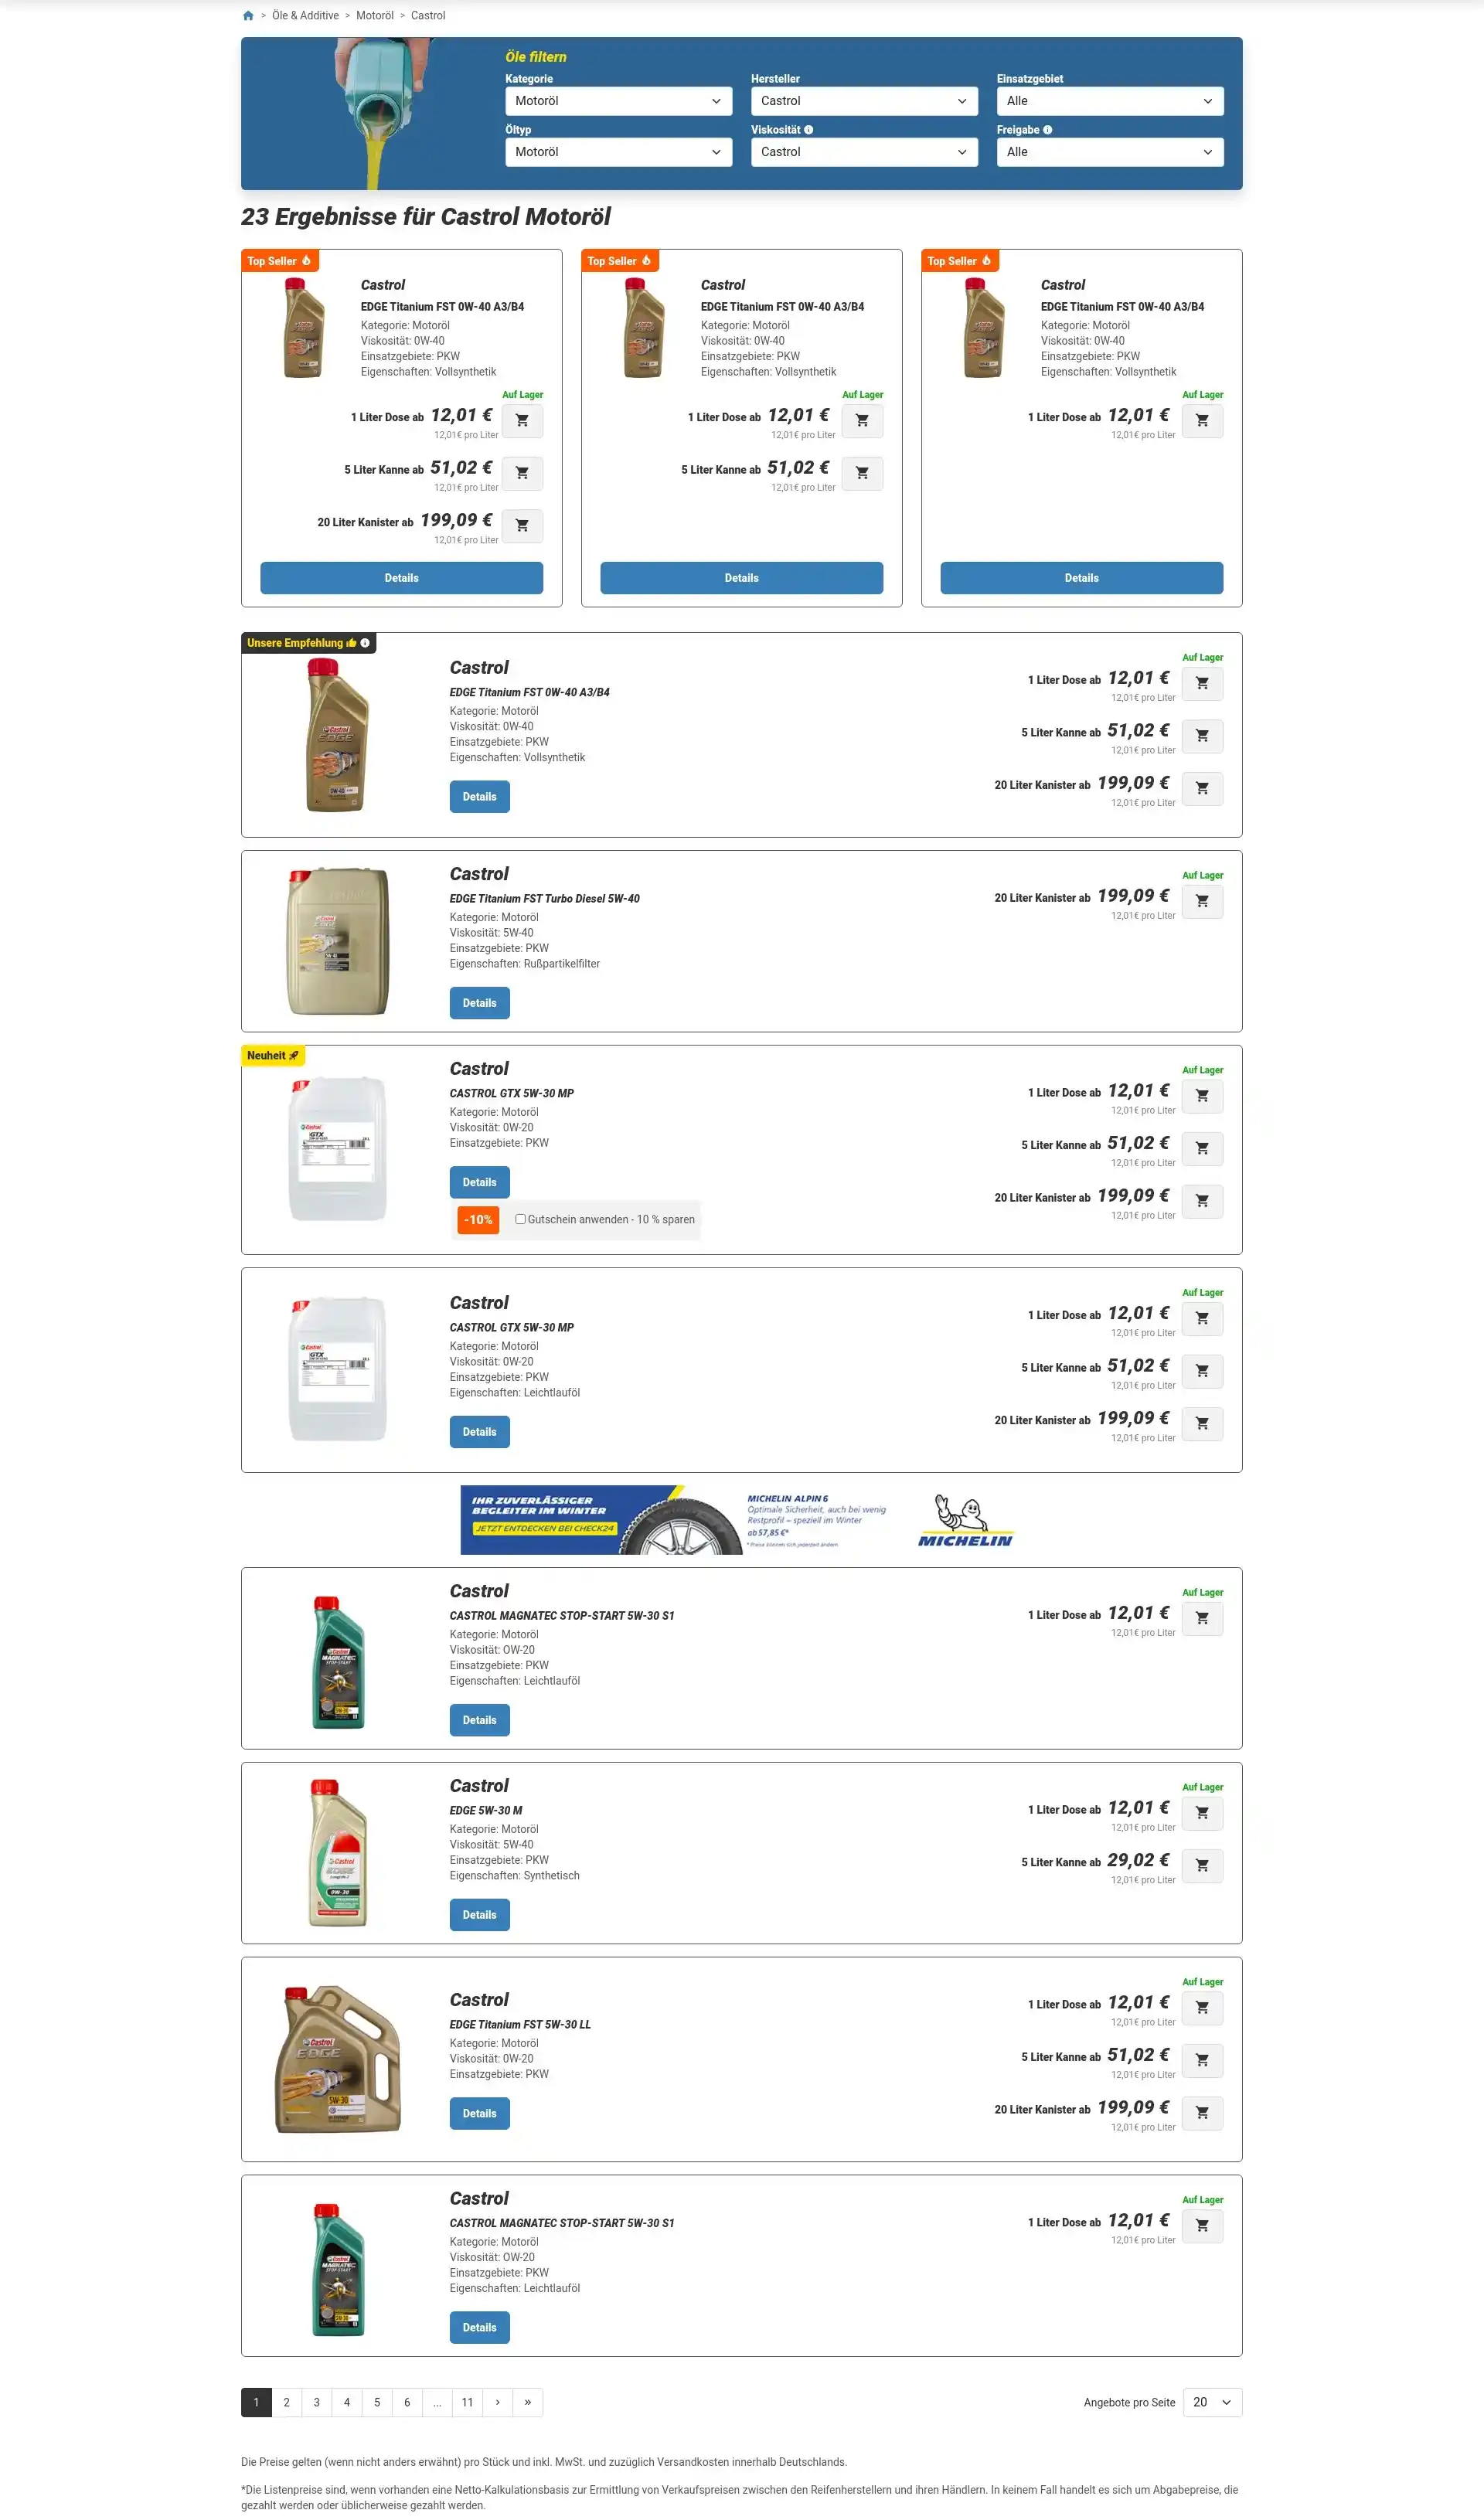 > Öle & Additive > Motoröl > Castrol
Öle filtern
Kategorie
Hersteller
Einsatzgebiet
Motoröl
Castrol
Alle
Öltyp
Viskosität
Freigabe
Motoröl
Castrol
Alle
23 Ergebnisse für Castrol Motoröl
Top Seller
Castrol
EDGE Titanium FST 0W-40 A3/B4
Kategorie: Motoröl
Viskosität: 0W-40
Einsatzgebiete: PKW
Eigenschaften: Vollsynthetik
Auf Lager
1 Liter Dose ab 12,01 €
12,01€ pro Liter
5 Liter Kanne ab 51,02 €
12,01€ pro Liter
20 Liter Kanister ab 199,09 €
12,01€ pro Liter
Details
Top Seller
Castrol
EDGE Titanium FST 0W-40 A3/B4
Kategorie: Motoröl
Viskosität: 0W-40
Einsatzgebiete: PKW
Eigenschaften: Vollsynthetik
Auf Lager
1 Liter Dose ab 12,01 €
12,01€ pro Liter
5 Liter Kanne ab 51,02 €
12,01€ pro Liter
Details
Top Seller
Castrol
EDGE Titanium FST 0W-40 A3/B4
Kategorie: Motoröl
Viskosität: 0W-40
Einsatzgebiete: PKW
Eigenschaften: Vollsynthetik
Auf Lager
1 Liter Dose ab 12,01 €
12,01€ pro Liter
Details
Unsere Empfehlung
Castrol
EDGE
0W-40
Castrol
EDGE Titanium FST 0W-40 A3/B4
Kategorie: Motoröl
Viskosität: 0W-40
Einsatzgebiete: PKW
Eigenschaften: Vollsynthetik
Details
Auf Lager
1 Liter Dose ab 12,01 €
12,01€ pro Liter
5 Liter Kanne ab 51,02 €
12,01€ pro Liter
20 Liter Kanister ab 199,09 €
12,01€ pro Liter
Castrol
EDGE Titanium FST Turbo Diesel 5W-40
Kategorie: Motoröl
Viskosität: 5W-40
Einsatzgebiete: PKW
Eigenschaften: Rußpartikelfilter
Details
Auf Lager
20 Liter Kanister ab 199,09 €
12,01€ pro Liter
Neuheit
Castrol
GTX
Castrol
CASTROL GTX 5W-30 MP
Kategorie: Motoröl
Viskosität: 0W-20
Einsatzgebiete: PKW
Details
-10%
Gutschein anwenden - 10 % sparen
Auf Lager
1 Liter Dose ab 12,01 €
12,01€ pro Liter
5 Liter Kanne ab 51,02 €
12,01€ pro Liter
20 Liter Kanister ab 199,09 €
12,01€ pro Liter
Castrol
GTX
Castrol
CASTROL GTX 5W-30 MP
Kategorie: Motoröl
Viskosität: 0W-20
Einsatzgebiete: PKW
Eigenschaften: Leichtlauföl
Details
Auf Lager
1 Liter Dose ab 12,01 €
12,01€ pro Liter
5 Liter Kanne ab 51,02 €
12,01€ pro Liter
20 Liter Kanister ab 199,09 €
12,01€ pro Liter
IHR ZUVERLÄSSIGER
BEGLEITER IM WINTER
JETZT ENTDECKEN BEI CHECK24
MICHELIN ALPIN 6
Optimale Sicherheit, auch bei wenig
Restprofil – speziell im Winter
ab 57,85 €*
* Preise können sich jederzeit ändern
MICHELIN
Castrol
MAGNATEC
STOP-START
5W-30
Castrol
CASTROL MAGNATEC STOP-START 5W-30 S1
Kategorie: Motoröl
Viskosität: OW-20
Einsatzgebiete: PKW
Eigenschaften: Leichtlauföl
Details
Auf Lager
1 Liter Dose ab 12,01 €
12,01€ pro Liter
Castrol
EDGE
0W-30
Castrol
EDGE 5W-30 M
Kategorie: Motoröl
Viskosität: 5W-40
Einsatzgebiete: PKW
Eigenschaften: Synthetisch
Details
Auf Lager
1 Liter Dose ab 12,01 €
12,01€ pro Liter
5 Liter Kanne ab 29,02 €
12,01€ pro Liter
Castrol
EDGE
5W-30
Castrol
EDGE Titanium FST 5W-30 LL
Kategorie: Motoröl
Viskosität: 0W-20
Einsatzgebiete: PKW
Details
Auf Lager
1 Liter Dose ab 12,01 €
12,01€ pro Liter
5 Liter Kanne ab 51,02 €
12,01€ pro Liter
20 Liter Kanister ab 199,09 €
12,01€ pro Liter
Castrol
MAGNATEC
STOP-START
5W-30
Castrol
CASTROL MAGNATEC STOP-START 5W-30 S1
Kategorie: Motoröl
Viskosität: OW-20
Einsatzgebiete: PKW
Eigenschaften: Leichtlauföl
Details
Auf Lager
1 Liter Dose ab 12,01 €
12,01€ pro Liter
1 2 3 4 5 6 ... 11 › »
Angebote pro Seite 20
Die Preise gelten (wenn nicht anders erwähnt) pro Stück und inkl. MwSt. und zuzüglich Versandkosten innerhalb Deutschlands.
*Die Listenpreise sind, wenn vorhanden eine Netto-Kalkulationsbasis zur Ermittlung von Verkaufspreisen zwischen den Reifenherstellern und ihren Händlern. In keinem Fall handelt es sich um Abgabepreise, die
gezahlt werden oder üblicherweise gezahlt werden.